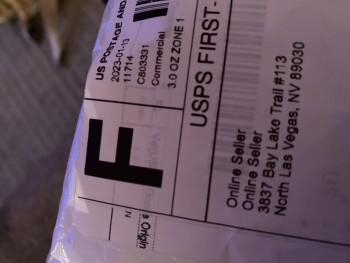 US POSTAGE AND
2023-01-13
11714
C803331
Commercial
3.0 OZ ZONE 1
F
USPS FIRST-
Online Seller
Online Seller
3837 Bay Lake Trail #113
North Las Vegas, NV 89030
s Origin
N